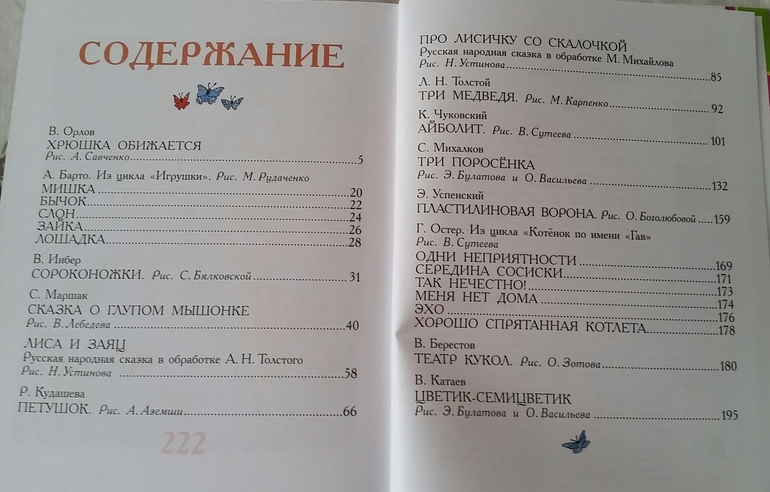 СОДЕРЖАНИЕ
В. Орлов
ХРЮШКА ОБИЖАЕТСЯ
Рис. А. Савченко 5
А. Барто. Из цикла «Игрушки». Рис. М. Рудаченко
МИШКА 20
БЫЧОК 22
СЛОН 24
ЗАЙКА 26
ЛОШАДКА 28
В. Инбер
СОРОКОНОЖКИ. Рис. С. Бялковской 31
С. Маршак
СКАЗКА О ГЛУПОМ МЫШОНКЕ
Рис. В. Лебедева 40
ЛИСА И ЗАЯЦ
Русская народная сказка в обработке А. Н. Толстого
Рис. Н. Устинова 58
Р. Кудашева
ПЕТУШОК. Рис. А. Аземши 66
222
ПРО ЛИСИЧКУ СО СКАЛОЧКОЙ
Русская народная сказка в обработке М. Михайлова
Рис. Н. Устинова 85
Л. Н. Толстой
ТРИ МЕДВЕДЯ. Рис. М. Карпенко 92
К. Чуковский
АЙБОЛИТ. Рис. В. Сутеева 101
С. Михалков
ТРИ ПОРОСЁНКА
Рис. Э. Булатова и О. Васильева 132
Э. Успенский
ПЛАСТИЛИНОВАЯ ВОРОНА. Рис. О. Боголюбовой 159
Г. Остер. Из цикла «Котёнок по имени «Гав»
Рис. В. Сутеева
ОДНИ НЕПРИЯТНОСТИ 169
СЕРЕДИНА СОСИСКИ 171
ТАК НЕЧЕСТНО! 173
МЕНЯ НЕТ ДОМА 174
ЭХО 176
ХОРОШО СПРЯТАННАЯ КОТЛЕТА 178
В. Берестов
ТЕАТР КУКОЛ. Рис. О. Зотова 180
В. Катаев
ЦВЕТИК-СЕМИЦВЕТИК
Рис. Э. Булатова и О. Васильева 195